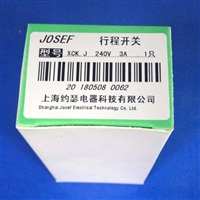 JOSEF 行程开关
型号 XCK.J 240V 3A 1只
20 180508 0062
上海约瑟电器科技有限公司
Shanghai Josef Electrical Technology Co. Ltd.